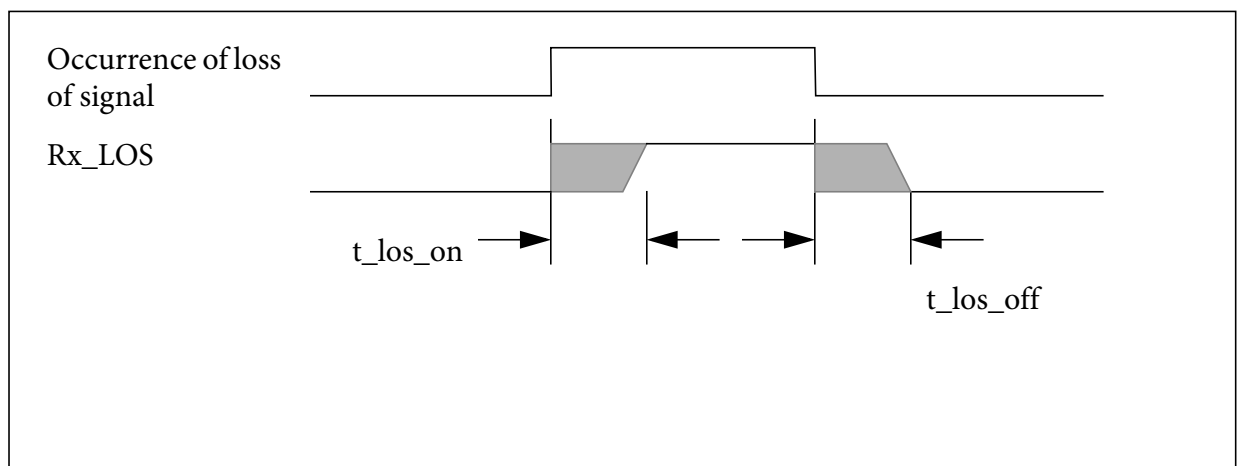 Occurrence of loss
of signal
Rx_LOS
t_los_on
t_los_off